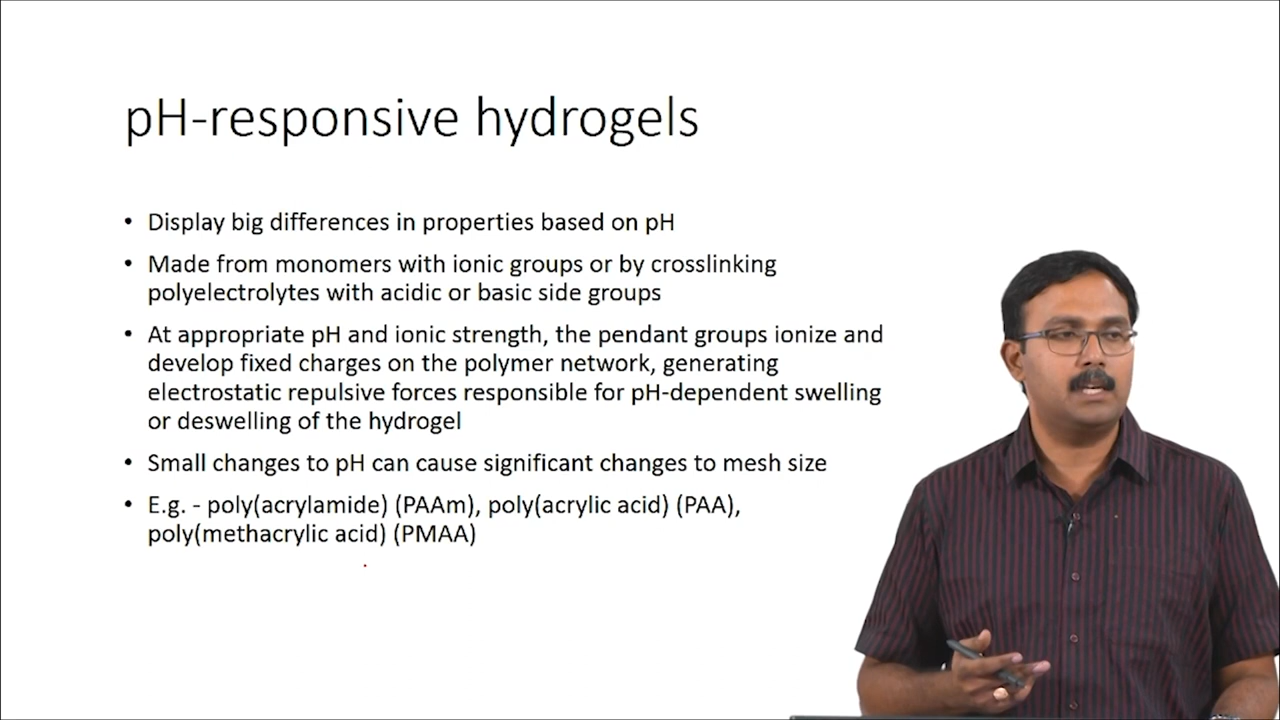 pH-responsive hydrogels
• Display big differences in properties based on pH
• Made from monomers with ionic groups or by crosslinking
polyelectrolytes with acidic or basic side groups
• At appropriate pH and ionic strength, the pendant groups ionize and
develop fixed charges on the polymer network, generating
electrostatic repulsive forces responsible for pH-dependent swelling
or deswelling of the hydrogel
• Small changes to pH can cause significant changes to mesh size
• E.g. - poly(acrylamide) (PAAm), poly(acrylic acid) (PAA),
poly(methacrylic acid) (PMAA)